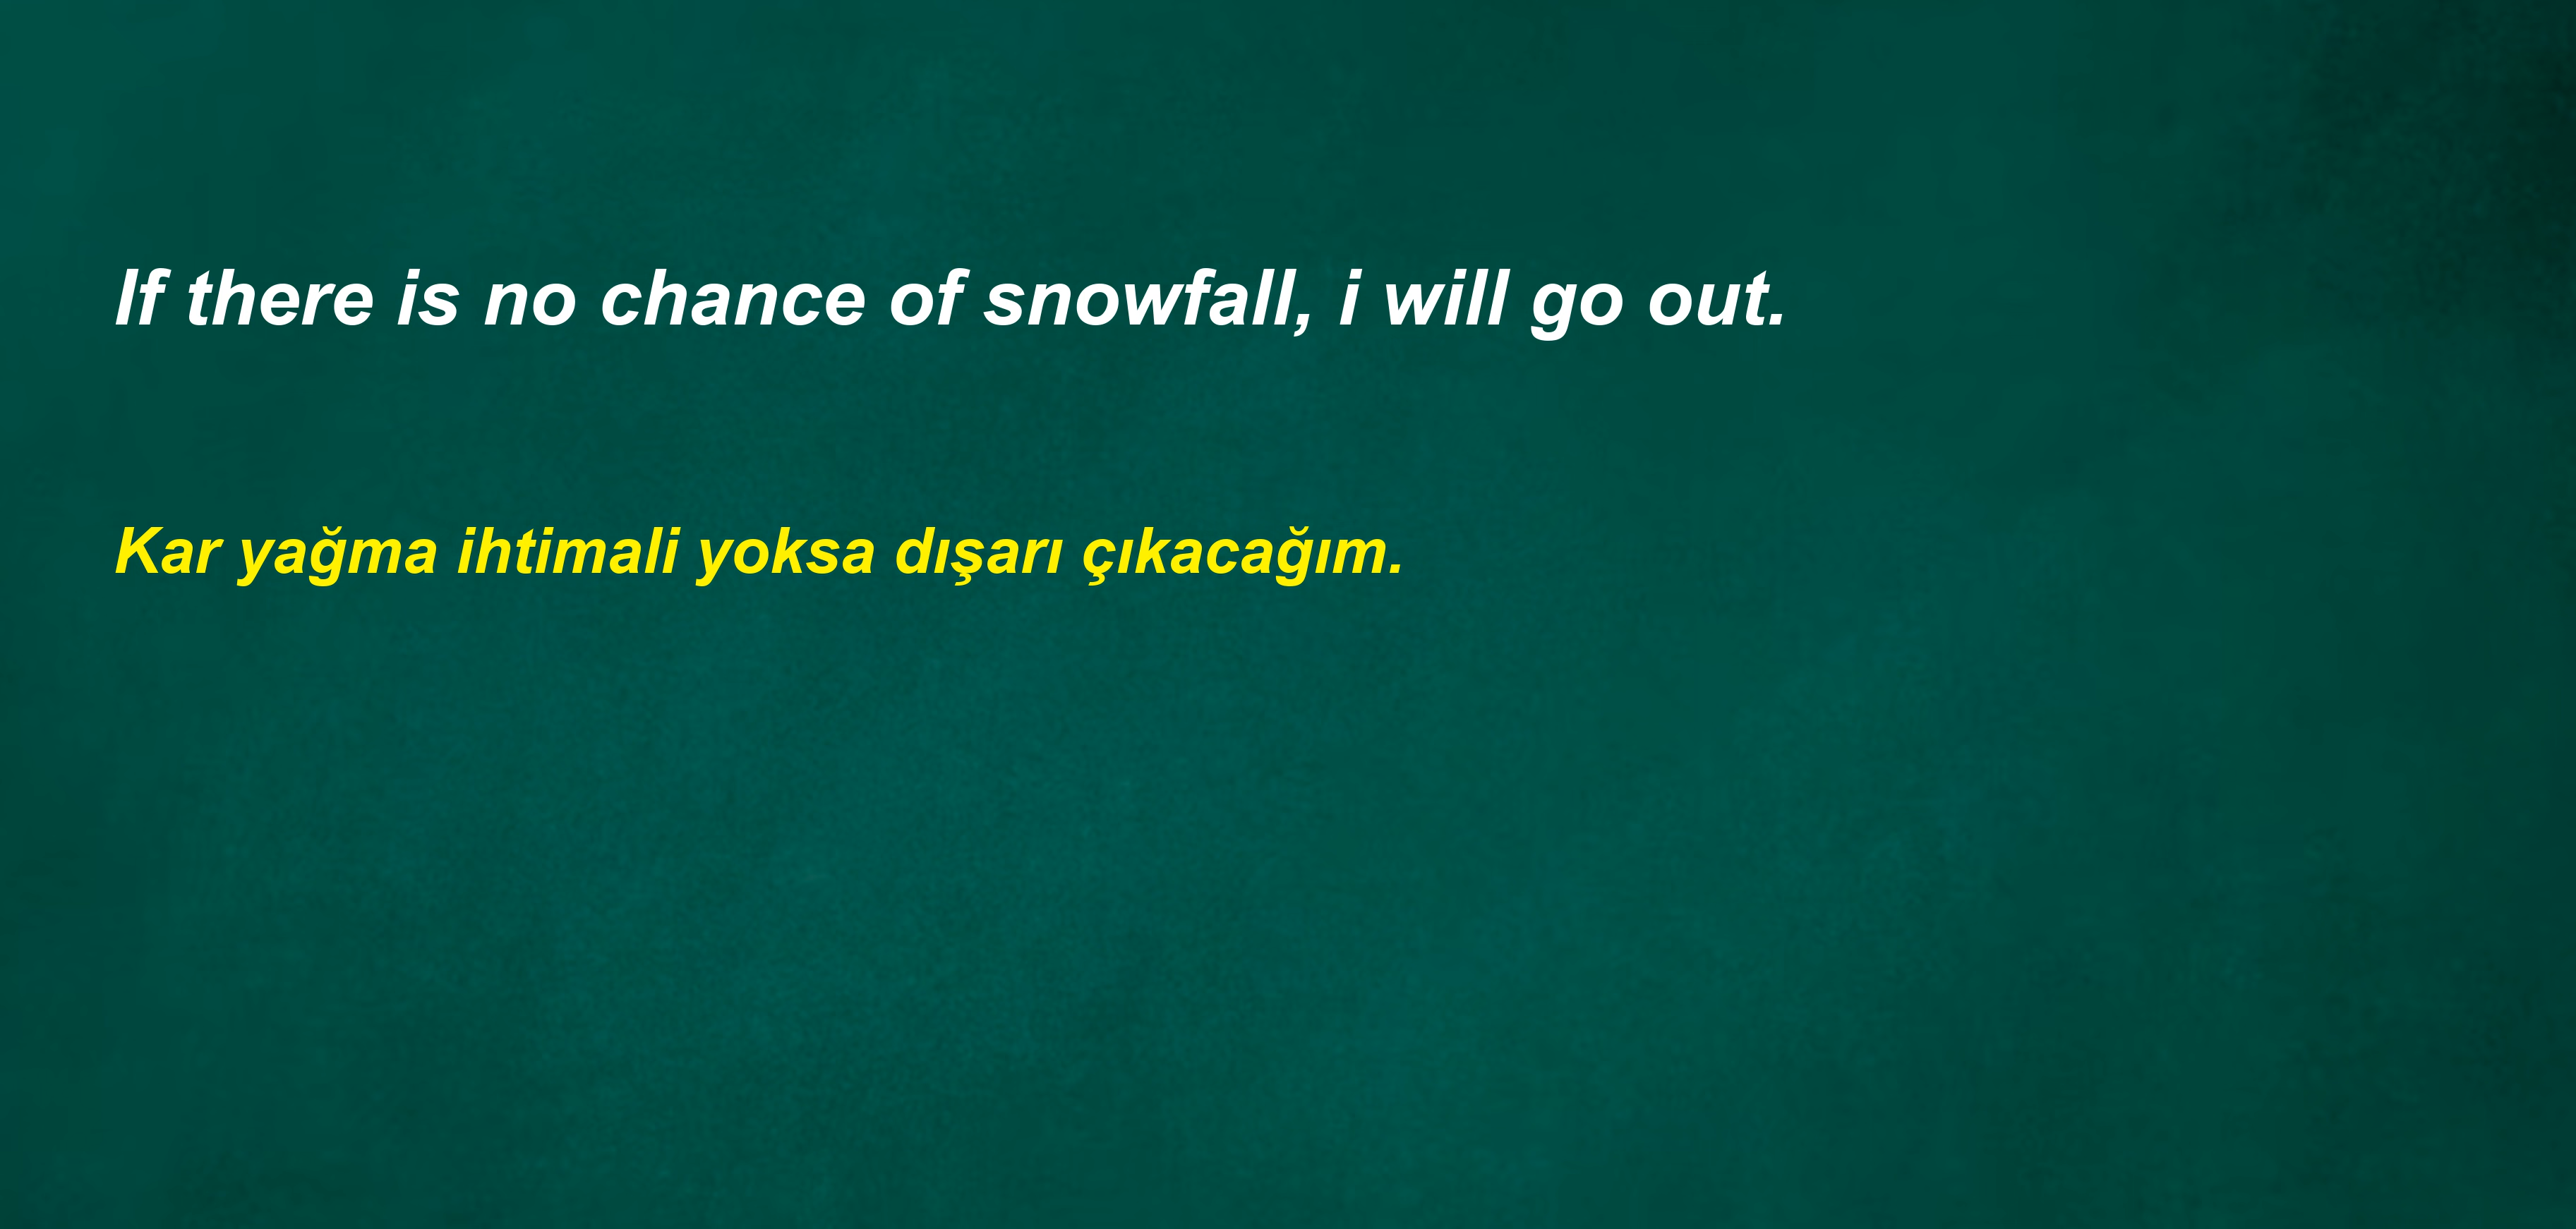 If there is no chance of snowfall, i will go out.
Kar yağma ihtimali yoksa dışarı çıkacağım.